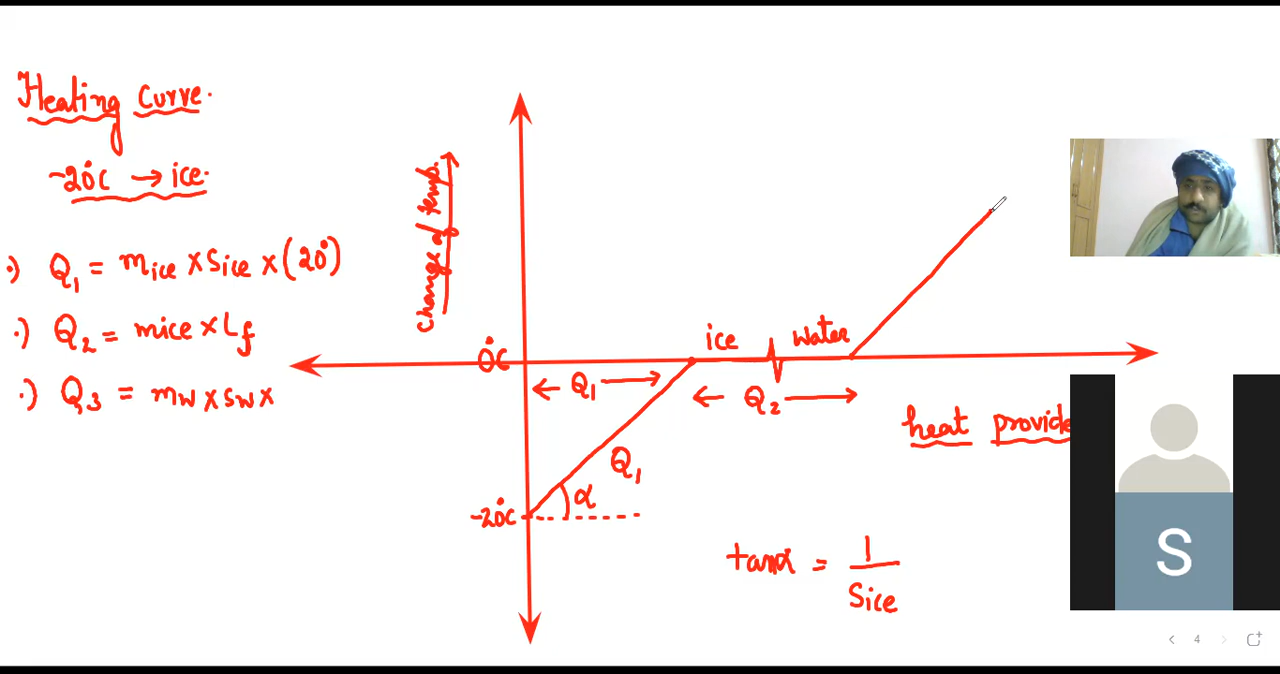 Heating Curve.
-20°C → ice.
·) Q1 = mice × Sice × (20°)
·) Q2 = mice × Lf
·) Q3 = mw × Sw ×
Change of temp.
0°C
ice water
← Q1 →
← Q2 →
heat provide
Q1
α
-20°C
tanα = 1/Sice
S
< 4 >